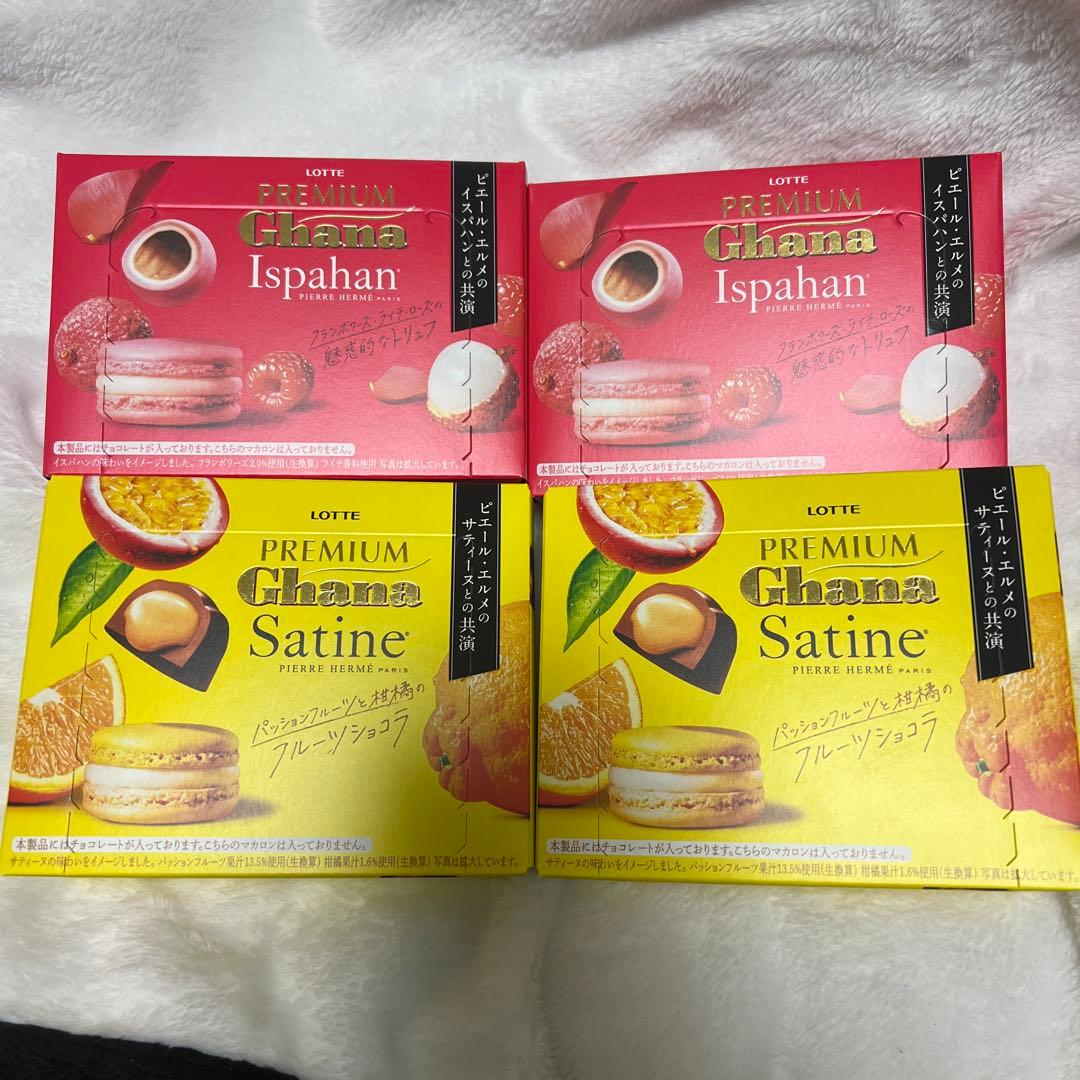 LOTTE
PREMIUM
Ghana
Ispahan
PIERRE HERMÉ PARIS
ピエール・エルメの
イスパハンとの共演
フランボワーズ・ライチ・ローズの
魅惑的なトリュフ
本製品にはチョコレートが入っております。こちらのマカロンは入っておりません。
イスパハンの味わいをイメージしました。フランボワーズ2.0%使用(生換算) ライチ香料使用 写真は拡大しています。
LOTTE
PREMIUM
Ghana
Ispahan
PIERRE HERMÉ PARIS
ピエール・エルメの
イスパハンとの共演
フランボワーズ・ライチ・ローズの
魅惑的なトリュフ
本製品にはチョコレートが入っております。こちらのマカロンは入っておりません。
イスパハンの味わいをイメージしました。
LOTTE
PREMIUM
Ghana
Satine
PIERRE HERMÉ PARIS
ピエール・エルメの
サティーヌとの共演
パッションフルーツと柑橘の
フルーツショコラ
本製品にはチョコレートが入っております。こちらのマカロンは入っておりません。
サティーヌの味わいをイメージしました。パッションフルーツ果汁13.5%使用(生換算) 柑橘果汁1.6%使用(生換算) 写真は拡大しています。
LOTTE
PREMIUM
Ghana
Satine
PIERRE HERMÉ PARIS
ピエール・エルメの
サティーヌとの共演
パッションフルーツと柑橘の
フルーツショコラ
本製品にはチョコレートが入っております。こちらのマカロンは入っておりません。
サティーヌの味わいをイメージしました。パッションフルーツ果汁13.5%使用(生換算) 柑橘果汁1.6%使用(生換算) 写真は拡大しています。